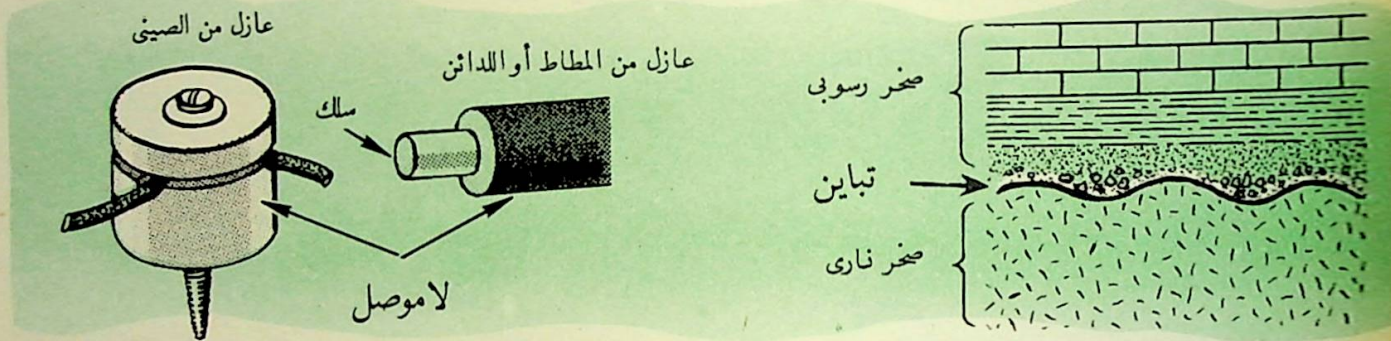 صخر رسوبى
تباين
صخر نارى
عازل من الصينى
عازل من المطاط أو اللدائن
سلك
لا موصل